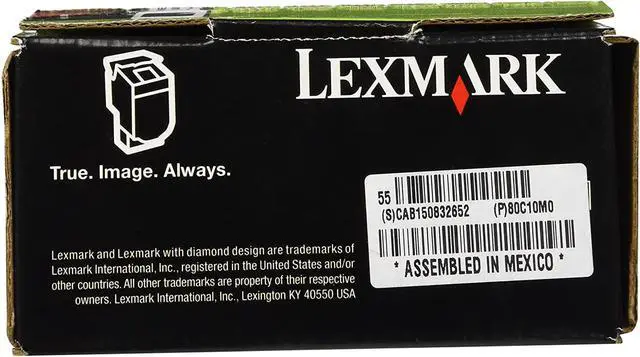 LEXMARK
True. Image. Always.
55
(S)CAB150832652 (P)80C10M0
* ASSEMBLED IN MEXICO *
Lexmark and Lexmark with diamond design are trademarks of
Lexmark International, Inc., registered in the United States and/or
other countries. All other trademarks are property of their respective
owners. Lexmark International, Inc., Lexington KY 40550 USA